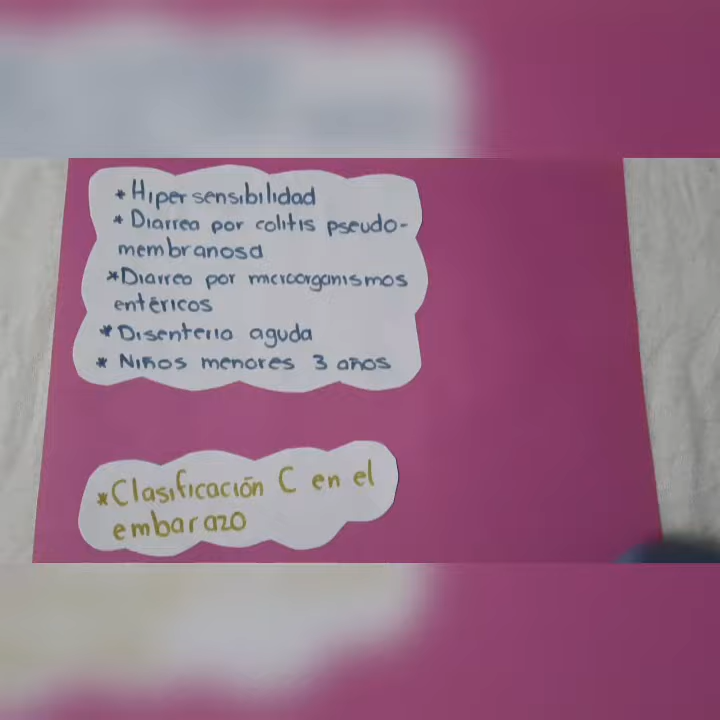 * Hipersensibilidad
* Diarrea por colitis pseudo-
membranosa
* Diarrea por microorganismos
entéricos
* Disenteria aguda
* Niños menores 3 años
* Clasificación C en el
embarazo